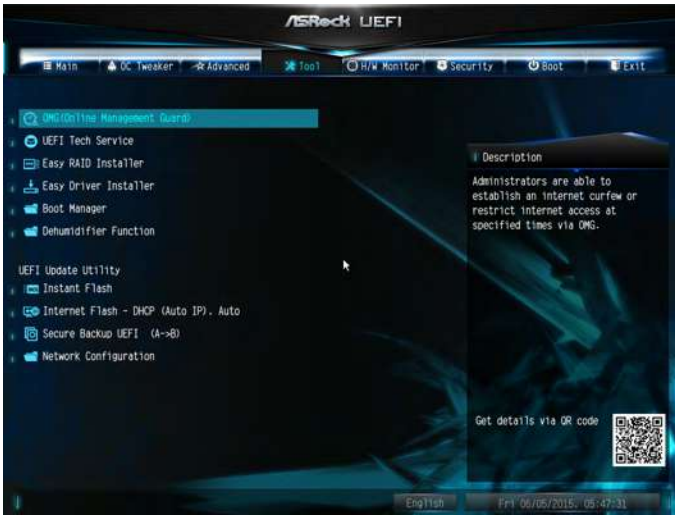 ASRock UEFI
Main OC Tweaker Advanced Tool H/W Monitor Security Boot Exit
OMG(Online Management Guard)
UEFI Tech Service
Easy RAID Installer
Easy Driver Installer
Boot Manager
Dehumidifier Function
UEFI Update Utility
Instant Flash
Internet Flash - DHCP (Auto IP), Auto
Secure Backup UEFI (A->B)
Network Configuration
Description
Administrators are able to
establish an internet curfew or
restrict internet access at
specified times via OMG.
Get details via QR code
English Fri 06/05/2015, 05:47:31